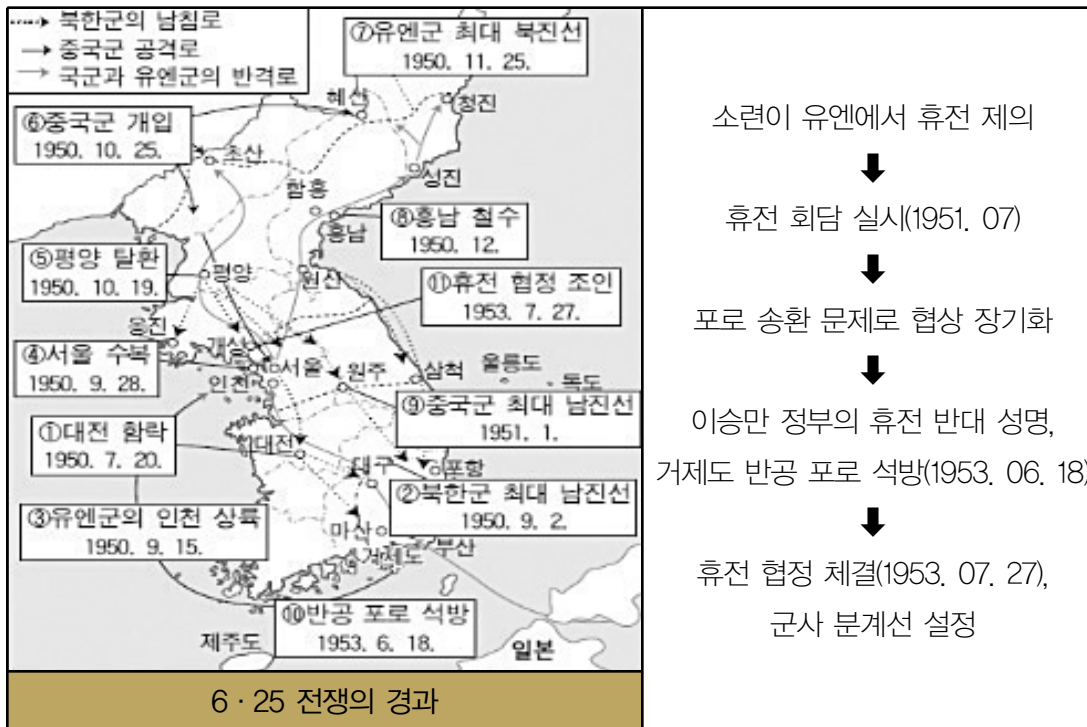 북한군의 남침로
중국군 공격로
국군과 유엔군의 반격로
⑦유엔군 최대 북진선
1950. 11. 25.
혜산
청진
⑥중국군 개입
1950. 10. 25.
초산
성진
함흥
흥남
⑧흥남 철수
1950. 12.
⑤평양 탈환
1950. 10. 19.
평양
원산
⑪휴전 협정 조인
1953. 7. 27.
옹진
개성
④서울 수복
1950. 9. 28.
서울
인천
원주
삼척
울릉도
독도
⑨중국군 최대 남진선
1951. 1.
①대전 함락
1950. 7. 20.
대전
대구
포항
②북한군 최대 남진선
1950. 9. 2.
③유엔군의 인천 상륙
1950. 9. 15.
마산
거제도
부산
⑩반공 포로 석방
1953. 6. 18.
제주도
일본
6 · 25 전쟁의 경과
소련이 유엔에서 휴전 제의
휴전 회담 실시(1951. 07)
포로 송환 문제로 협상 장기화
이승만 정부의 휴전 반대 성명,
거제도 반공 포로 석방(1953. 06. 18)
휴전 협정 체결(1953. 07. 27),
군사 분계선 설정